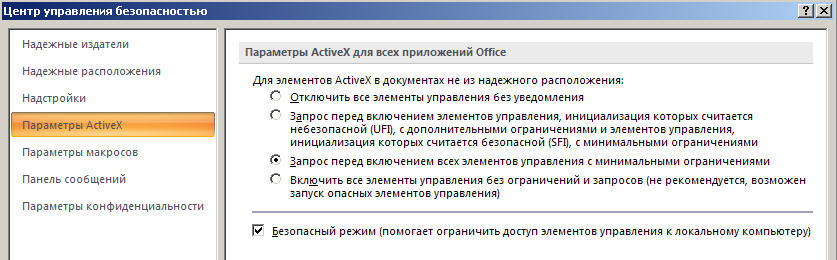 Центр управления безопасностью
Надежные издатели
Надежные расположения
Надстройки
Параметры ActiveX
Параметры макросов
Панель сообщений
Параметры конфиденциальности
Параметры ActiveX для всех приложений Office
Для элементов ActiveX в документах не из надежного расположения:
Отключить все элементы управления без уведомления
Запрос перед включением элементов управления, инициализация которых считается
небезопасной (UFI), с дополнительными ограничениями и элементов управления,
инициализация которых считается безопасной (SFI), с минимальными ограничениями
Запрос перед включением всех элементов управления с минимальными ограничениями
Включить все элементы управления без ограничений и запросов (не рекомендуется, возможен
запуск опасных элементов управления)
Безопасный режим (помогает ограничить доступ элементов управления к локальному компьютеру)